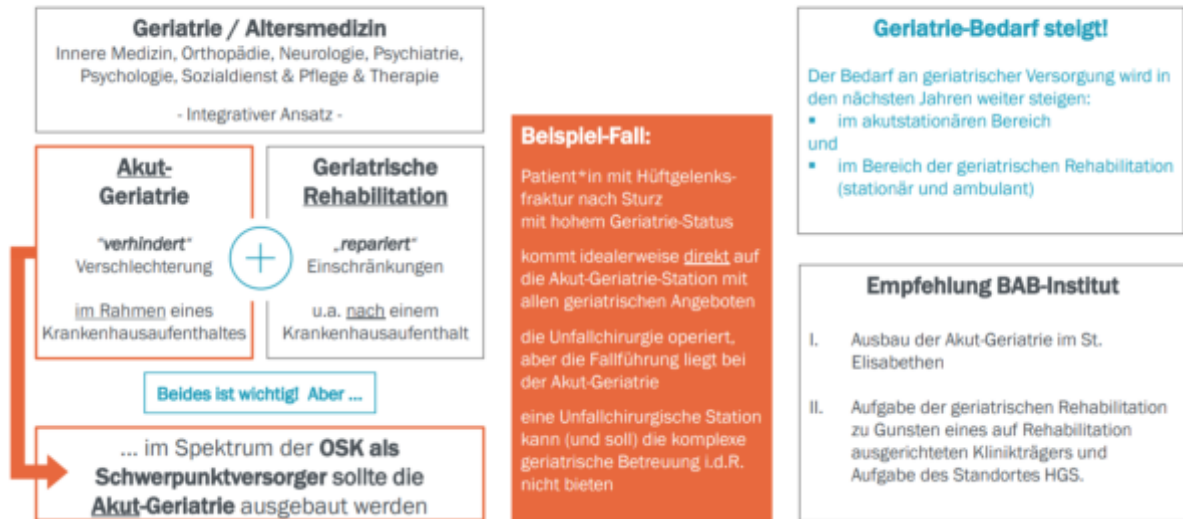 Geriatrie / Altersmedizin
Innere Medizin, Orthopädie, Neurologie, Psychiatrie,
Psychologie, Sozialdienst & Pflege & Therapie
- Integrativer Ansatz -
Akut-
Geriatrie
"verhindert"
Verschlechterung
im Rahmen eines
Krankenhausaufenthaltes
Geriatrische
Rehabilitation
„repariert"
Einschränkungen
u.a. nach einem
Krankenhausaufenthalt
Beides ist wichtig! Aber ...
... im Spektrum der OSK als
Schwerpunktversorger sollte die
Akut-Geriatrie ausgebaut werden
Beispiel-Fall:
Patient*in mit Hüftgelenks-
fraktur nach Sturz
mit hohem Geriatrie-Status
kommt idealerweise direkt auf
die Akut-Geriatrie-Station mit
allen geriatrischen Angeboten
die Unfallchirurgie operiert,
aber die Fallführung liegt bei
der Akut-Geriatrie
eine Unfallchirurgische Station
kann (und soll) die komplexe
geriatrische Betreuung i.d.R.
nicht bieten
Geriatrie-Bedarf steigt!
Der Bedarf an geriatrischer Versorgung wird in
den nächsten Jahren weiter steigen:
▪ im akutstationären Bereich
und
▪ im Bereich der geriatrischen Rehabilitation
(stationär und ambulant)
Empfehlung BAB-Institut
I. Ausbau der Akut-Geriatrie im St.
Elisabethen
II. Aufgabe der geriatrischen Rehabilitation
zu Gunsten eines auf Rehabilitation
ausgerichteten Klinikträgers und
Aufgabe des Standortes HGS.